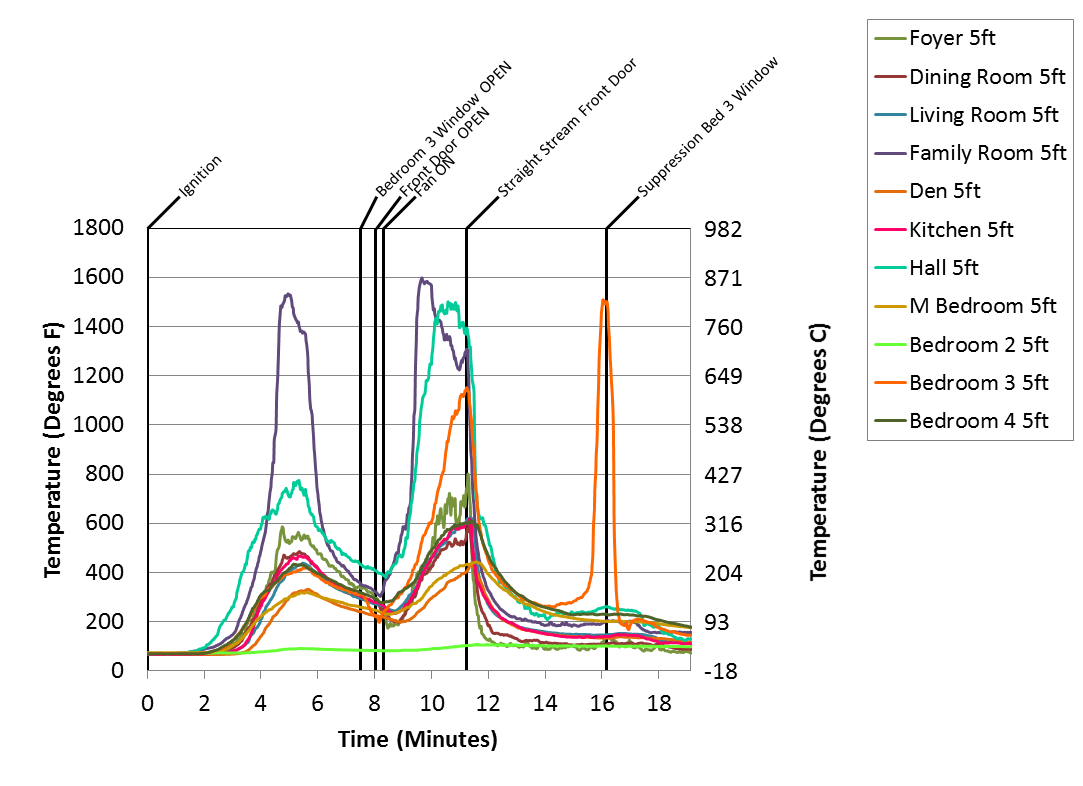 Ignition
Bedroom 3 Window OPEN
Front Door OPEN
Fan ON
Straight Stream Front Door
Suppression Bed 3 Window
Temperature (Degrees F)
1800
1600
1400
1200
1000
800
600
400
200
0
982
871
760
649
538
427
316
204
93
-18
Temperature (Degrees C)
0 2 4 6 8 10 12 14 16 18
Time (Minutes)
Foyer 5ft
Dining Room 5ft
Living Room 5ft
Family Room 5ft
Den 5ft
Kitchen 5ft
Hall 5ft
M Bedroom 5ft
Bedroom 2 5ft
Bedroom 3 5ft
Bedroom 4 5ft